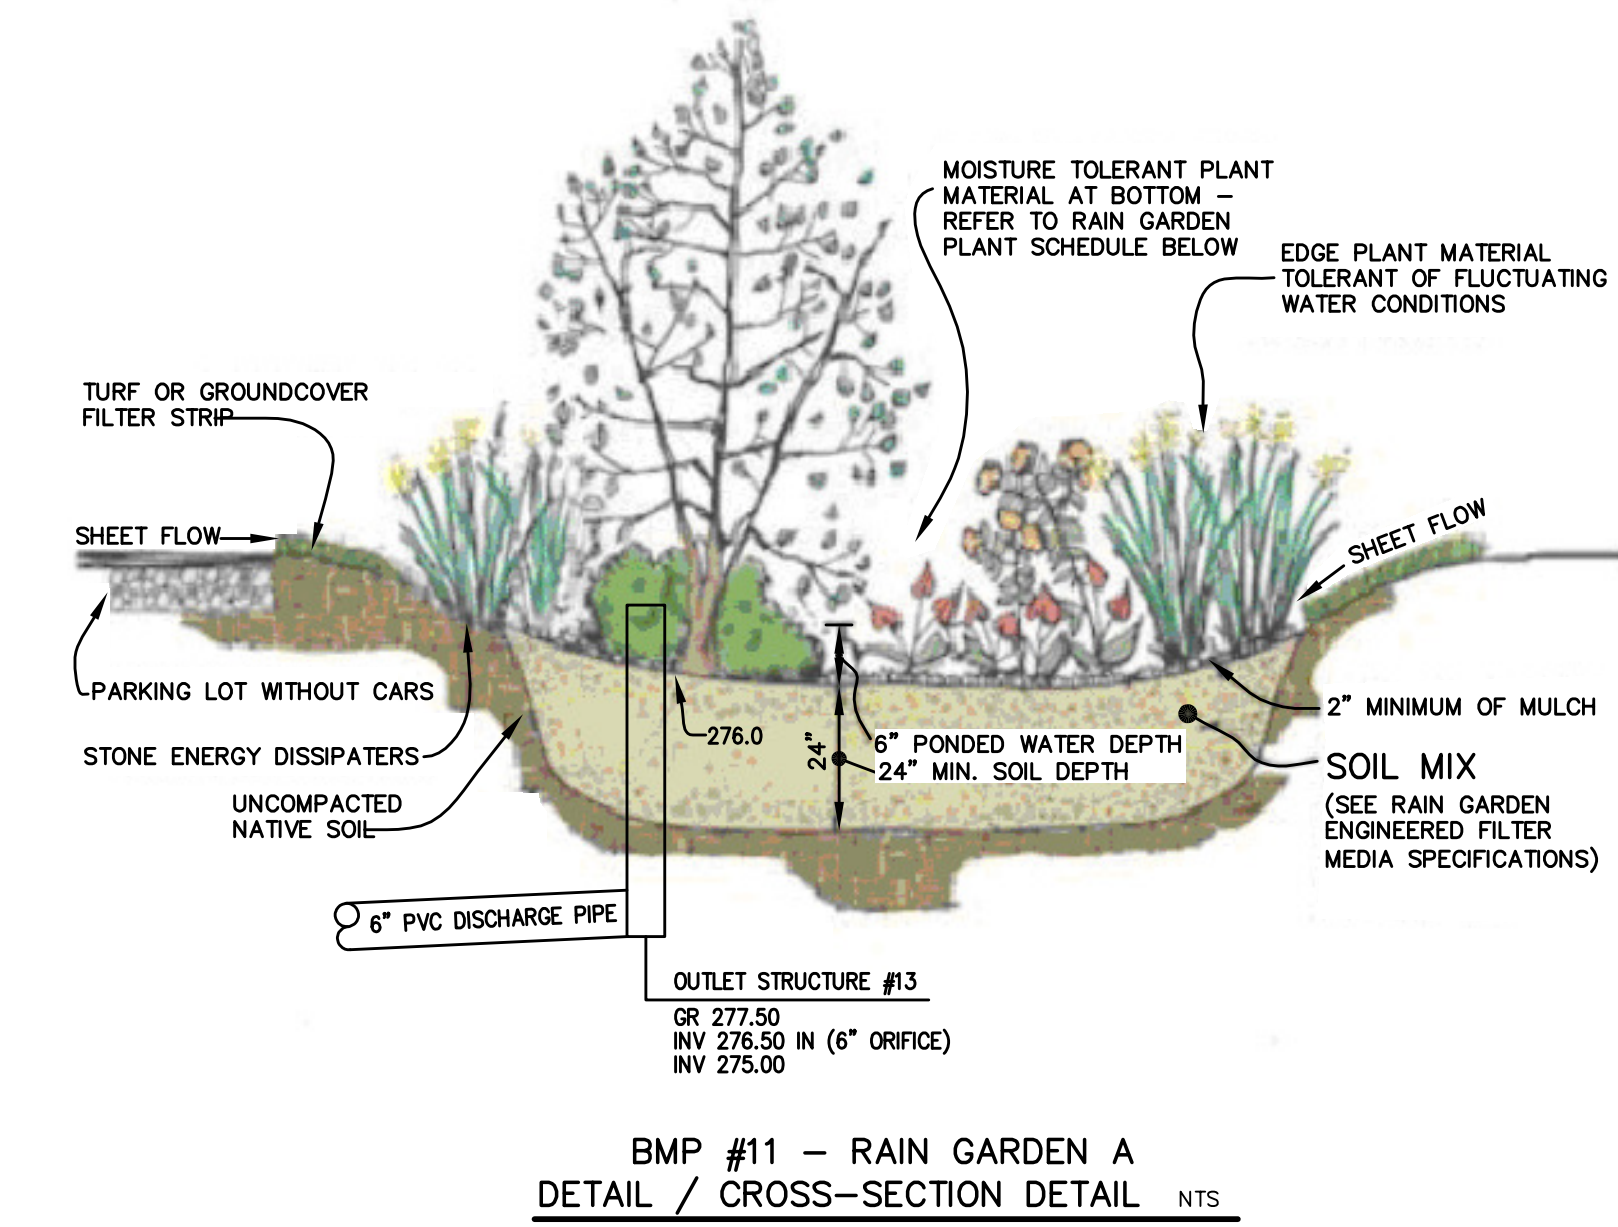 MOISTURE TOLERANT PLANT
MATERIAL AT BOTTOM –
REFER TO RAIN GARDEN
PLANT SCHEDULE BELOW
EDGE PLANT MATERIAL
TOLERANT OF FLUCTUATING
WATER CONDITIONS
TURF OR GROUNDCOVER
FILTER STRIP
SHEET FLOW
SHEET FLOW
PARKING LOT WITHOUT CARS
STONE ENERGY DISSIPATERS
UNCOMPACTED
NATIVE SOIL
276.0
24"
6" PONDED WATER DEPTH
24" MIN. SOIL DEPTH
2" MINIMUM OF MULCH
SOIL MIX
(SEE RAIN GARDEN
ENGINEERED FILTER
MEDIA SPECIFICATIONS)
6" PVC DISCHARGE PIPE
OUTLET STRUCTURE #13
GR 277.50
INV 276.50 IN (6" ORIFICE)
INV 275.00
BMP #11 – RAIN GARDEN A
DETAIL / CROSS–SECTION DETAIL NTS